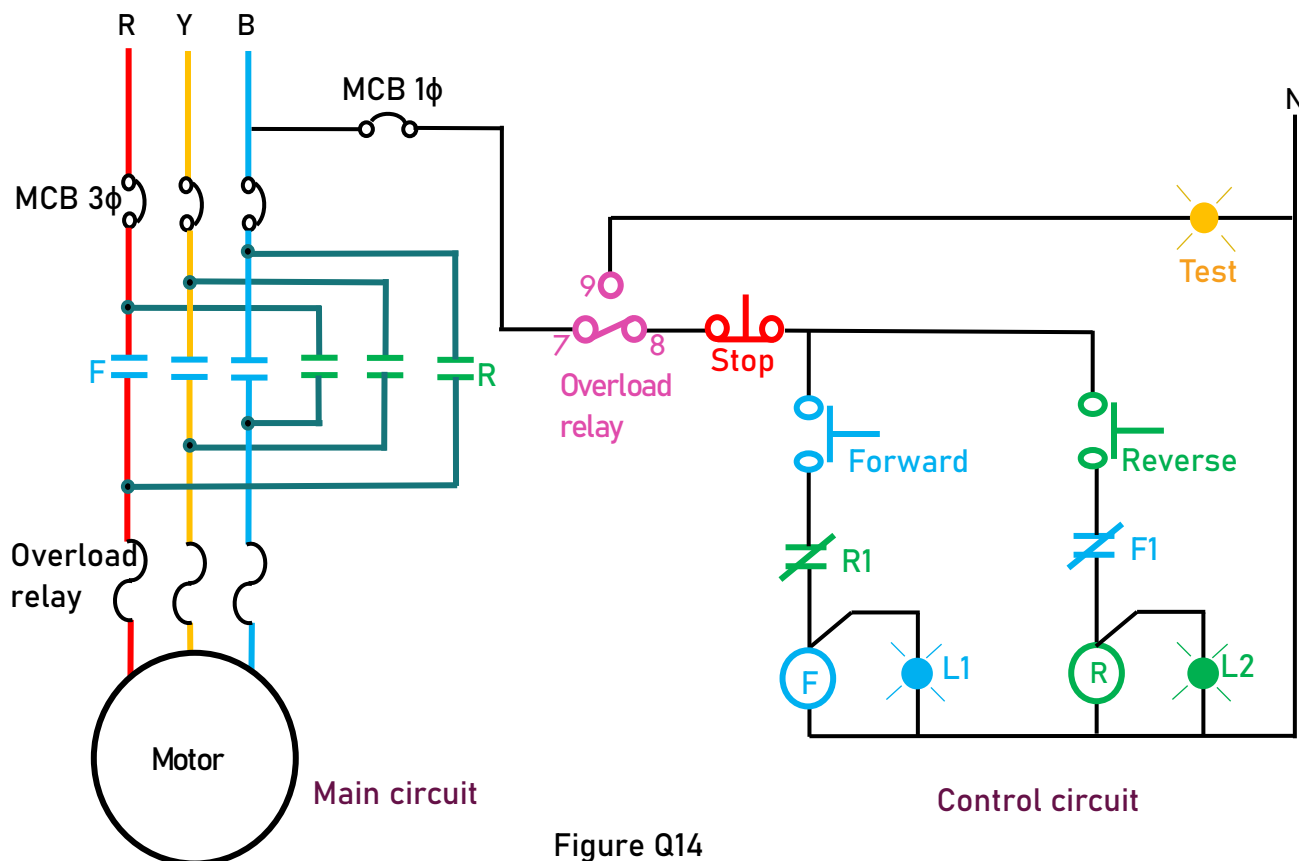 R Y B
MCB 1ϕ
N
MCB 3ϕ
Test
9
7 8
Stop
F
R
Overload
relay
Forward
Reverse
Overload
relay
R1
F1
F
L1
R
L2
Motor
Main circuit
Control circuit
Figure Q14